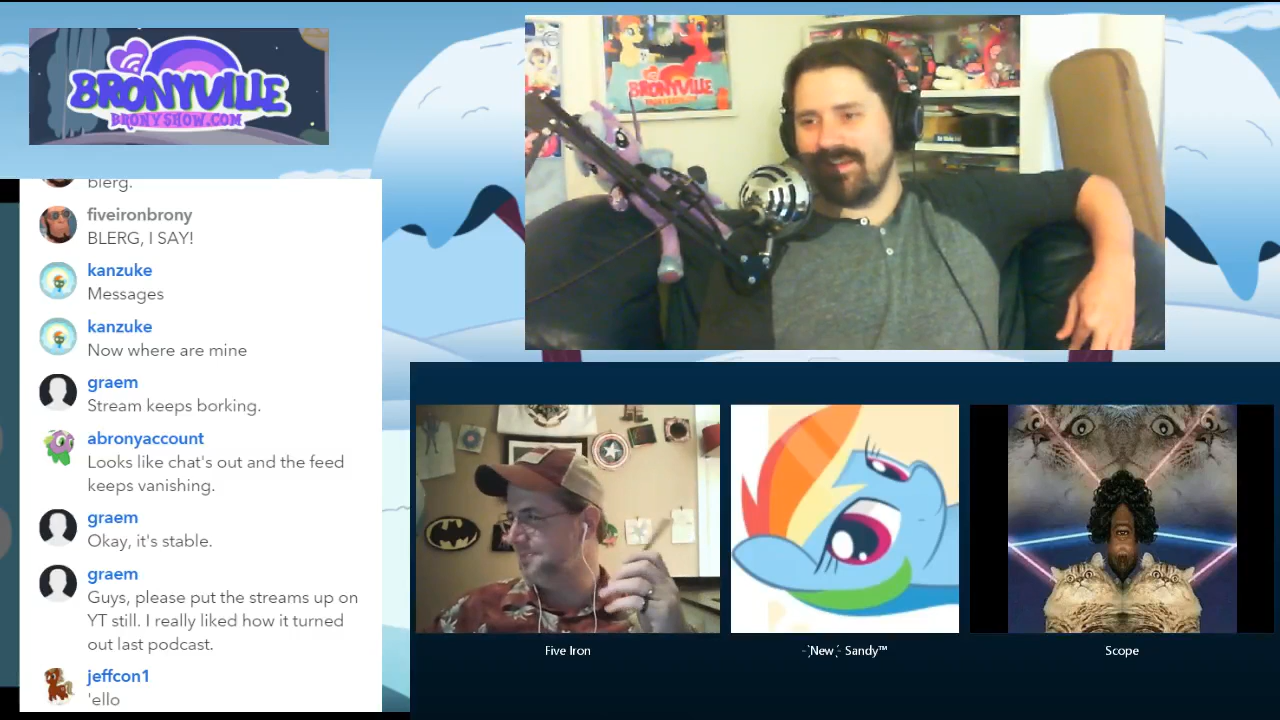 BRONYVILLE
BRONYSHOW.COM
blerg.
fiveironbrony
BLERG, I SAY!
kanzuke
Messages
kanzuke
Now where are mine
graem
Stream keeps borking.
abronyaccount
Looks like chat's out and the feed
keeps vanishing.
graem
Okay, it's stable.
graem
Guys, please put the streams up on
YT still. I really liked how it turned
out last podcast.
jeffcon1
'ello
BRONYVILLE
Five Iron
New
Sandy™
Scope